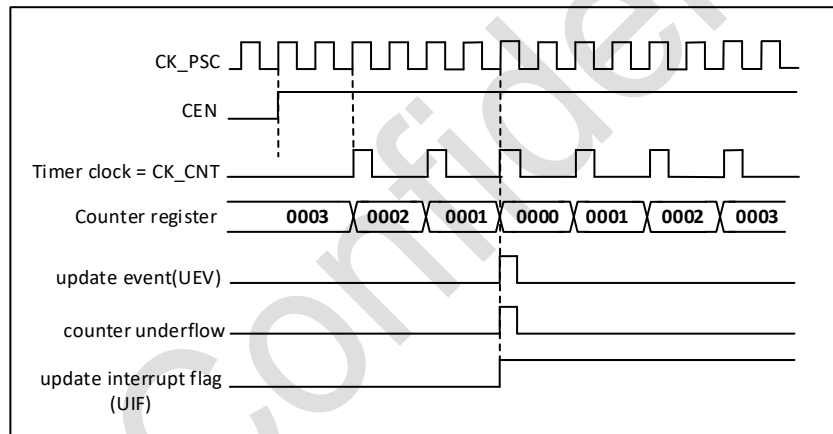 CK_PSC
CEN
Timer clock = CK_CNT
Counter register 0003 0002 0001 0000 0001 0002 0003
update event(UEV)
counter underflow
update interrupt flag
(UIF)